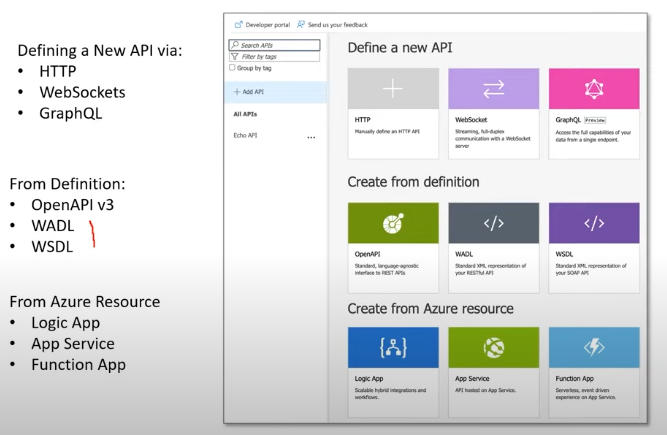 Defining a New API via:
• HTTP
• WebSockets
• GraphQL
From Definition:
• OpenAPI v3
• WADL
• WSDL
From Azure Resource
• Logic App
• App Service
• Function App
Developer portal
Send us your feedback
Search APIs
Filter by tags
Group by tag
+ Add API
All APIs
Echo API
...
Define a new API
HTTP
Manually define an HTTP API
WebSocket
Streaming, full-duplex
communication with a WebSocket
server
GraphQL Preview
Access the full capabilities of your
data from a single endpoint.
Create from definition
OpenAPI
Standard, language-agnostic
interface to REST APIs
</>
WADL
Standard XML representation of
your RESTful API
</>
WSDL
Standard XML representation of
your SOAP API
Create from Azure resource
Logic App
Scalable hybrid integrations and
workflows.
App Service
API hosted on App Service.
Function App
Serverless, event driven
experience on App Service.